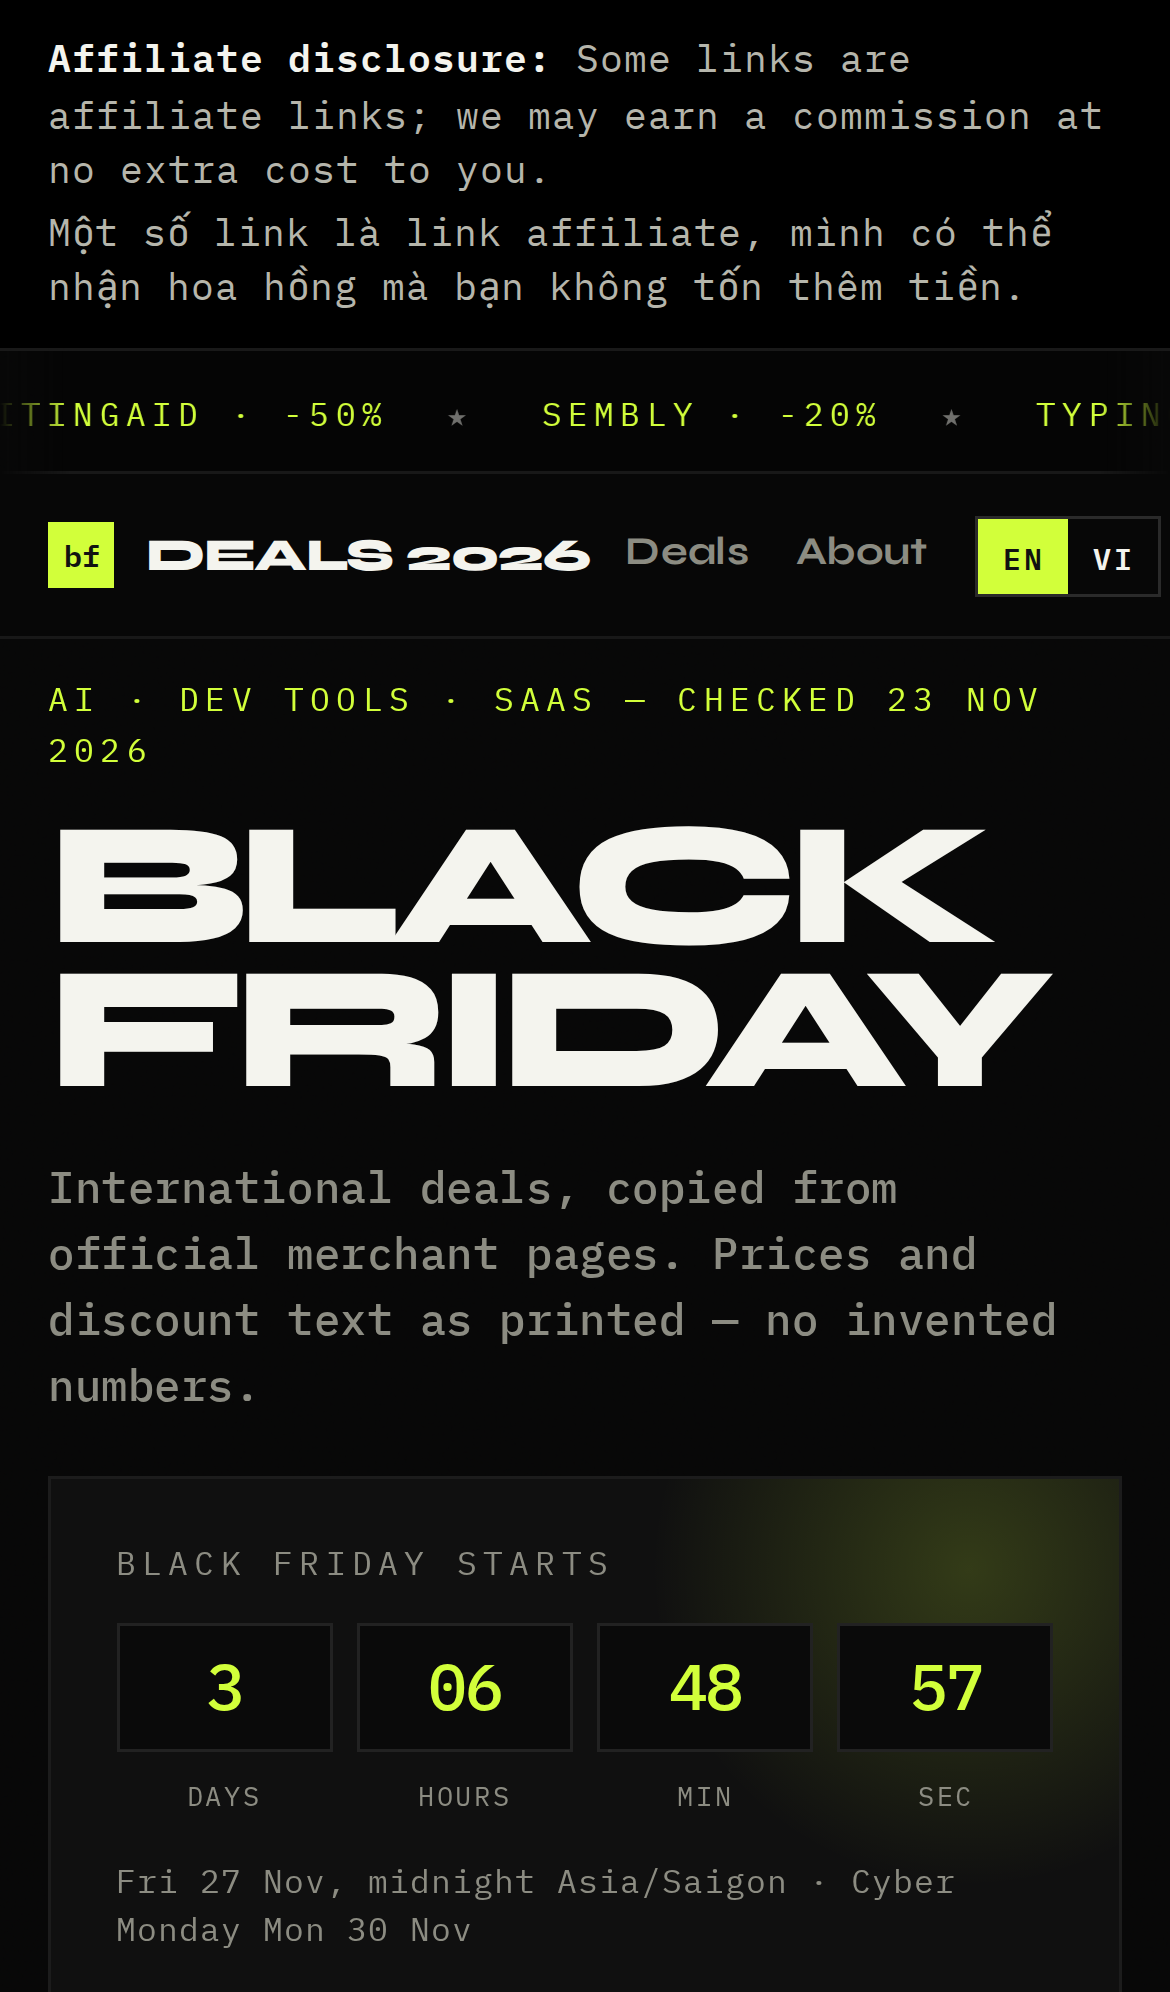 Affiliate disclosure: Some links are
affiliate links; we may earn a commission at
no extra cost to you.
Một số link là link affiliate, mình có thể
nhận hoa hồng mà bạn không tốn thêm tiền.
ITINGAID · -50% ★ SEMBLY · -20% ★ TYPIN
bf DEALS 2026 Deals About EN VI
AI · DEV TOOLS · SAAS — CHECKED 23 NOV
2026
BLACK
FRIDAY
International deals, copied from
official merchant pages. Prices and
discount text as printed — no invented
numbers.
BLACK FRIDAY STARTS
3 06 48 57
DAYS HOURS MIN SEC
Fri 27 Nov, midnight Asia/Saigon · Cyber
Monday Mon 30 Nov